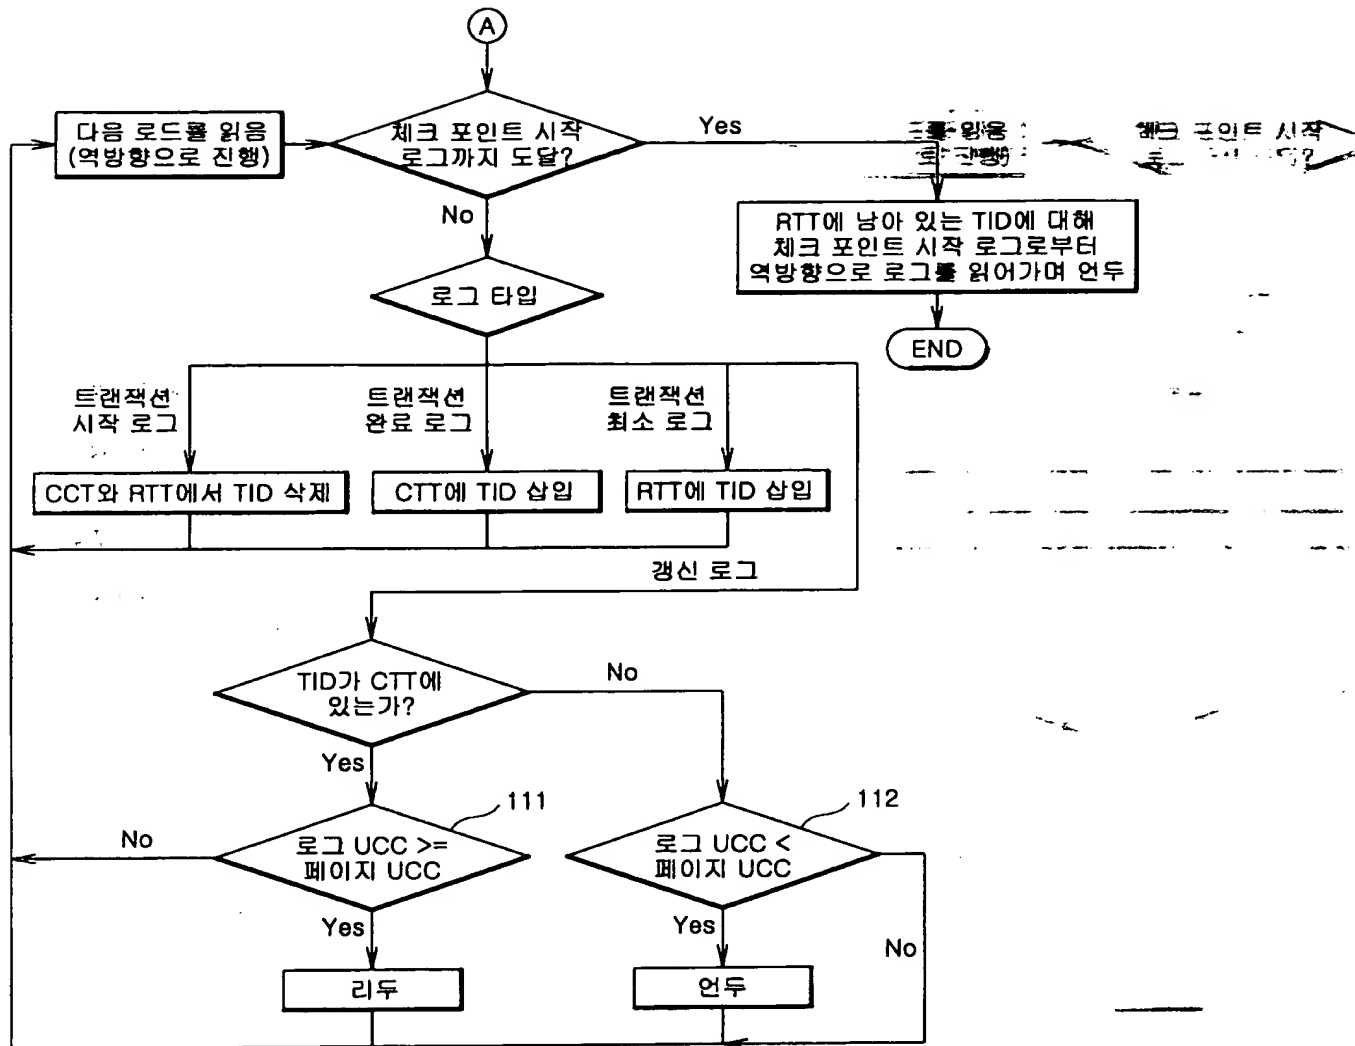 A
다음 로드를 읽음
(역방향으로 진행)
체크 포인트 시작
로그까지 도달?
Yes
체크 포인트 시작
No
RTT에 남아 있는 TID에 대해
체크 포인트 시작 로그로부터
역방향으로 로그를 읽어가며 언두
로그 타입
END
트랜잭션
시작 로그
트랜잭션
완료 로그
트랜잭션
최소 로그
CCT와 RTT에서 TID 삭제
CTT에 TID 삽입
RTT에 TID 삽입
갱신 로그
TID가 CTT에
있는가?
No
Yes
111
112
No
로그 UCC >=
페이지 UCC
로그 UCC <
페이지 UCC
Yes
Yes
No
리두
언두